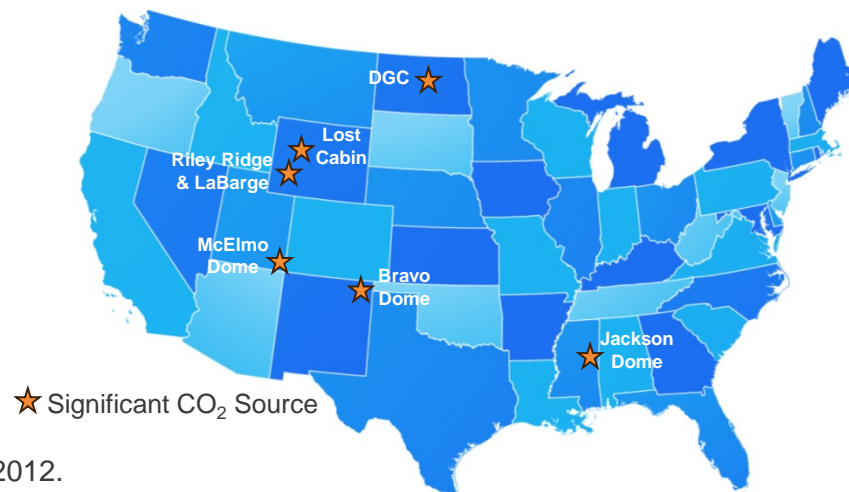 DGC
Lost
Cabin
Riley Ridge
& LaBarge
McElmo
Dome
Bravo
Dome
Jackson
Dome
Significant CO₂ Source
2012.